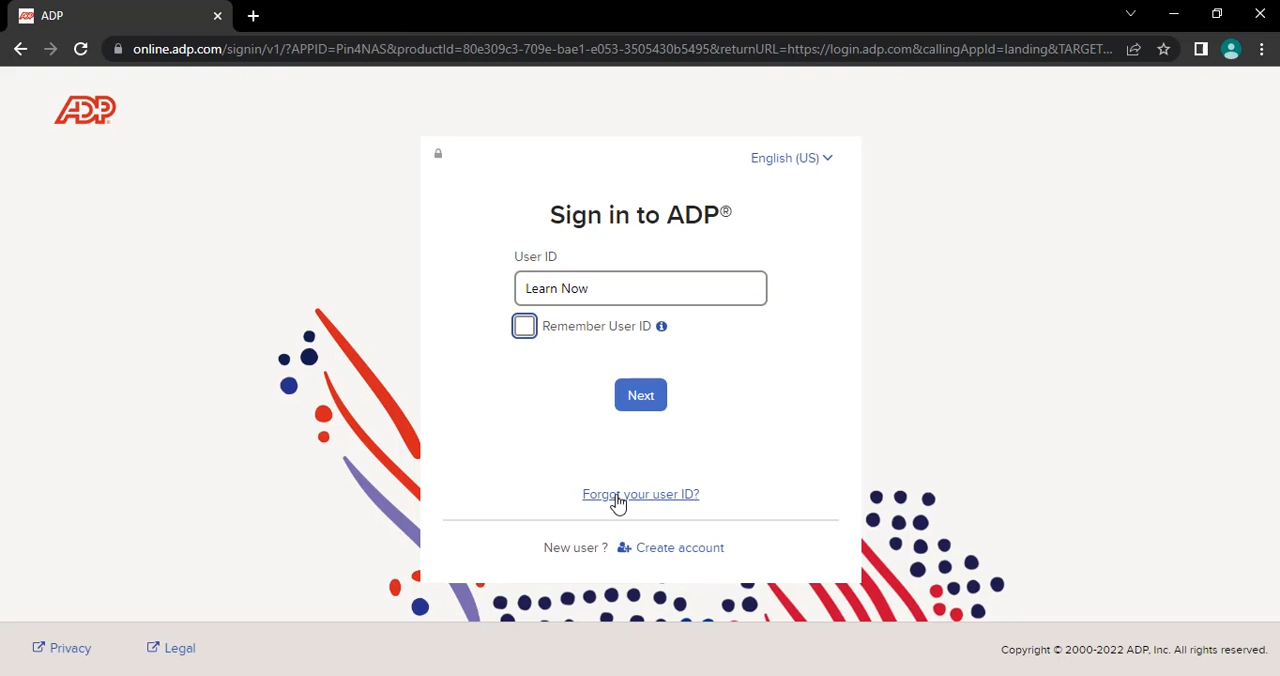 ADP
online.adp.com/signin/v1/?APPID=Pin4NAS&productId=80e309c3-709e-bae1-e053-3505430b5495&returnURL=https://login.adp.com&callingAppId=landing&TARGET...
ADP
English (US)
Sign in to ADP®
User ID
Learn Now
Remember User ID
Next
Forgot your user ID?
New user ? Create account
Privacy Legal Copyright © 2000-2022 ADP, Inc. All rights reserved.